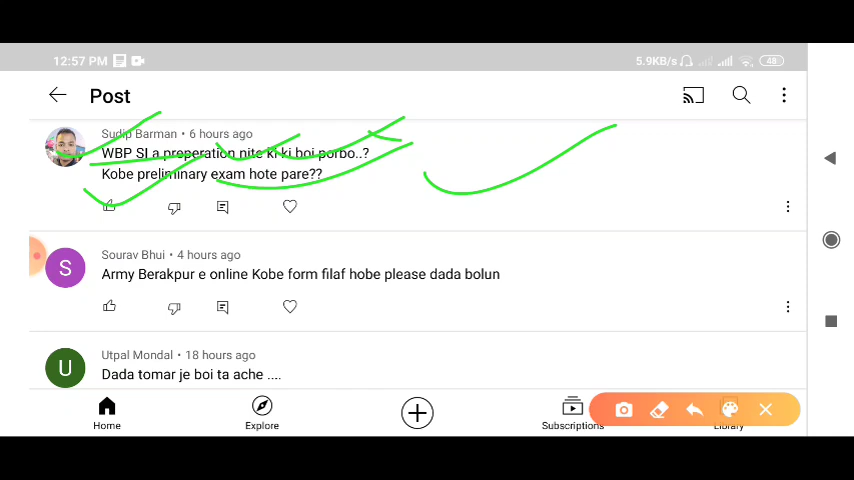 12:57 PM
5.9KB/s
48
Post
Sudip Barman • 6 hours ago
WBP SI a preperation nite ki ki boi porbo..?
Kobe preliminary exam hote pare??
S
Sourav Bhui • 4 hours ago
Army Berakpur e online Kobe form filaf hobe please dada bolun
U
Utpal Mondal • 18 hours ago
Dada tomar je boi ta ache ....
Home
Explore
Subscriptions
Library